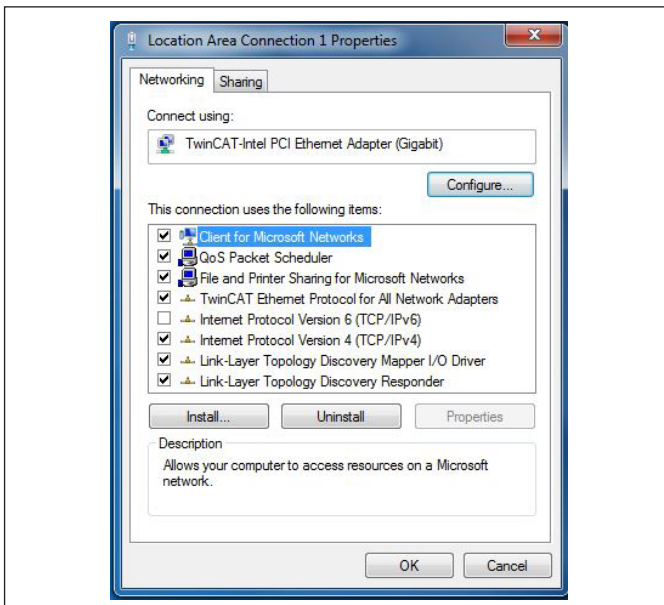 Location Area Connection 1 Properties
Networking
Sharing
Connect using:
TwinCAT-Intel PCI Ethernet Adapter (Gigabit)
Configure...
This connection uses the following items:
Client for Microsoft Networks
QoS Packet Scheduler
File and Printer Sharing for Microsoft Networks
TwinCAT Ethernet Protocol for All Network Adapters
Internet Protocol Version 6 (TCP/IPv6)
Internet Protocol Version 4 (TCP/IPv4)
Link-Layer Topology Discovery Mapper I/O Driver
Link-Layer Topology Discovery Responder
Install...
Uninstall
Properties
Description
Allows your computer to access resources on a Microsoft
network.
OK
Cancel